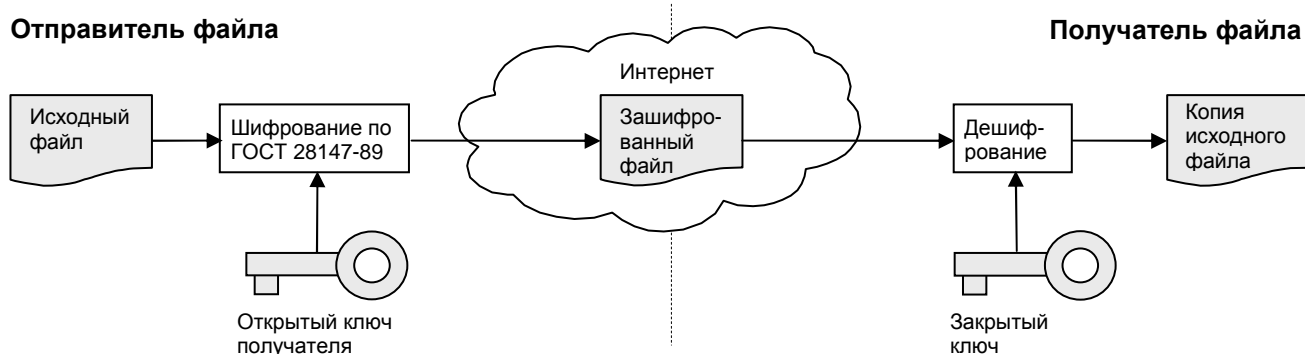 Отправитель файла
Получатель файла
Интернет
Исходный
файл
Шифрование по
ГОСТ 28147-89
Зашифро-
ванный
файл
Дешиф-
рование
Копия
исходного
файла
Открытый ключ
получателя
Закрытый
ключ